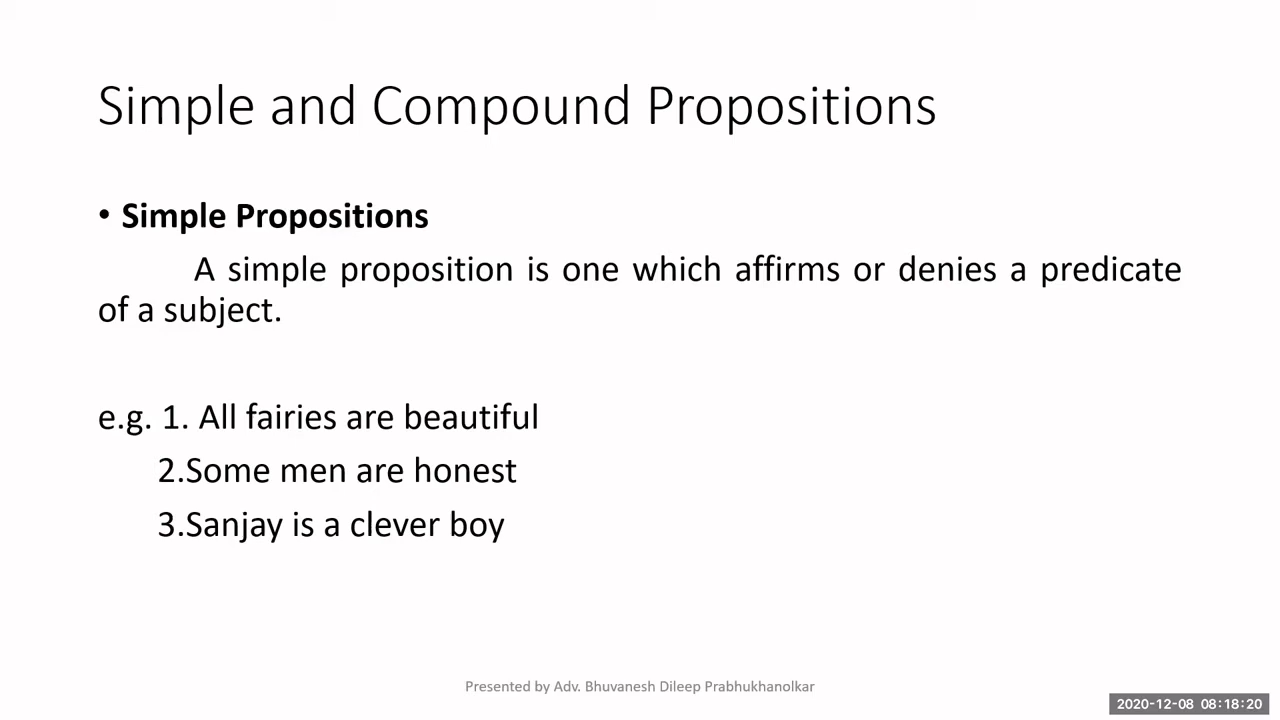 Simple and Compound Propositions
• Simple Propositions
A simple proposition is one which affirms or denies a predicate
of a subject.
e.g. 1. All fairies are beautiful
2.Some men are honest
3.Sanjay is a clever boy
Presented by Adv. Bhuvanesh Dileep Prabhukhanolkar
2020-12-08 08:18:20